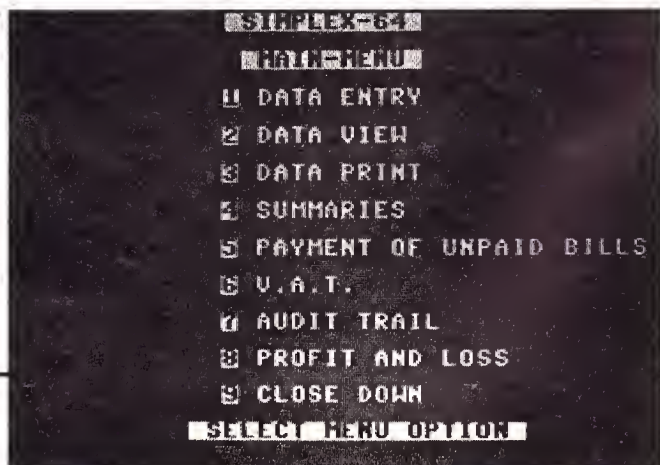 SIMPLEX-64
MAIN-MENU
1 DATA ENTRY
2 DATA VIEW
3 DATA PRINT
4 SUMMARIES
5 PAYMENT OF UNPAID BILLS
6 V.A.T.
7 AUDIT TRAIL
8 PROFIT AND LOSS
9 CLOSE DOWN
SELECT MENU OPTION